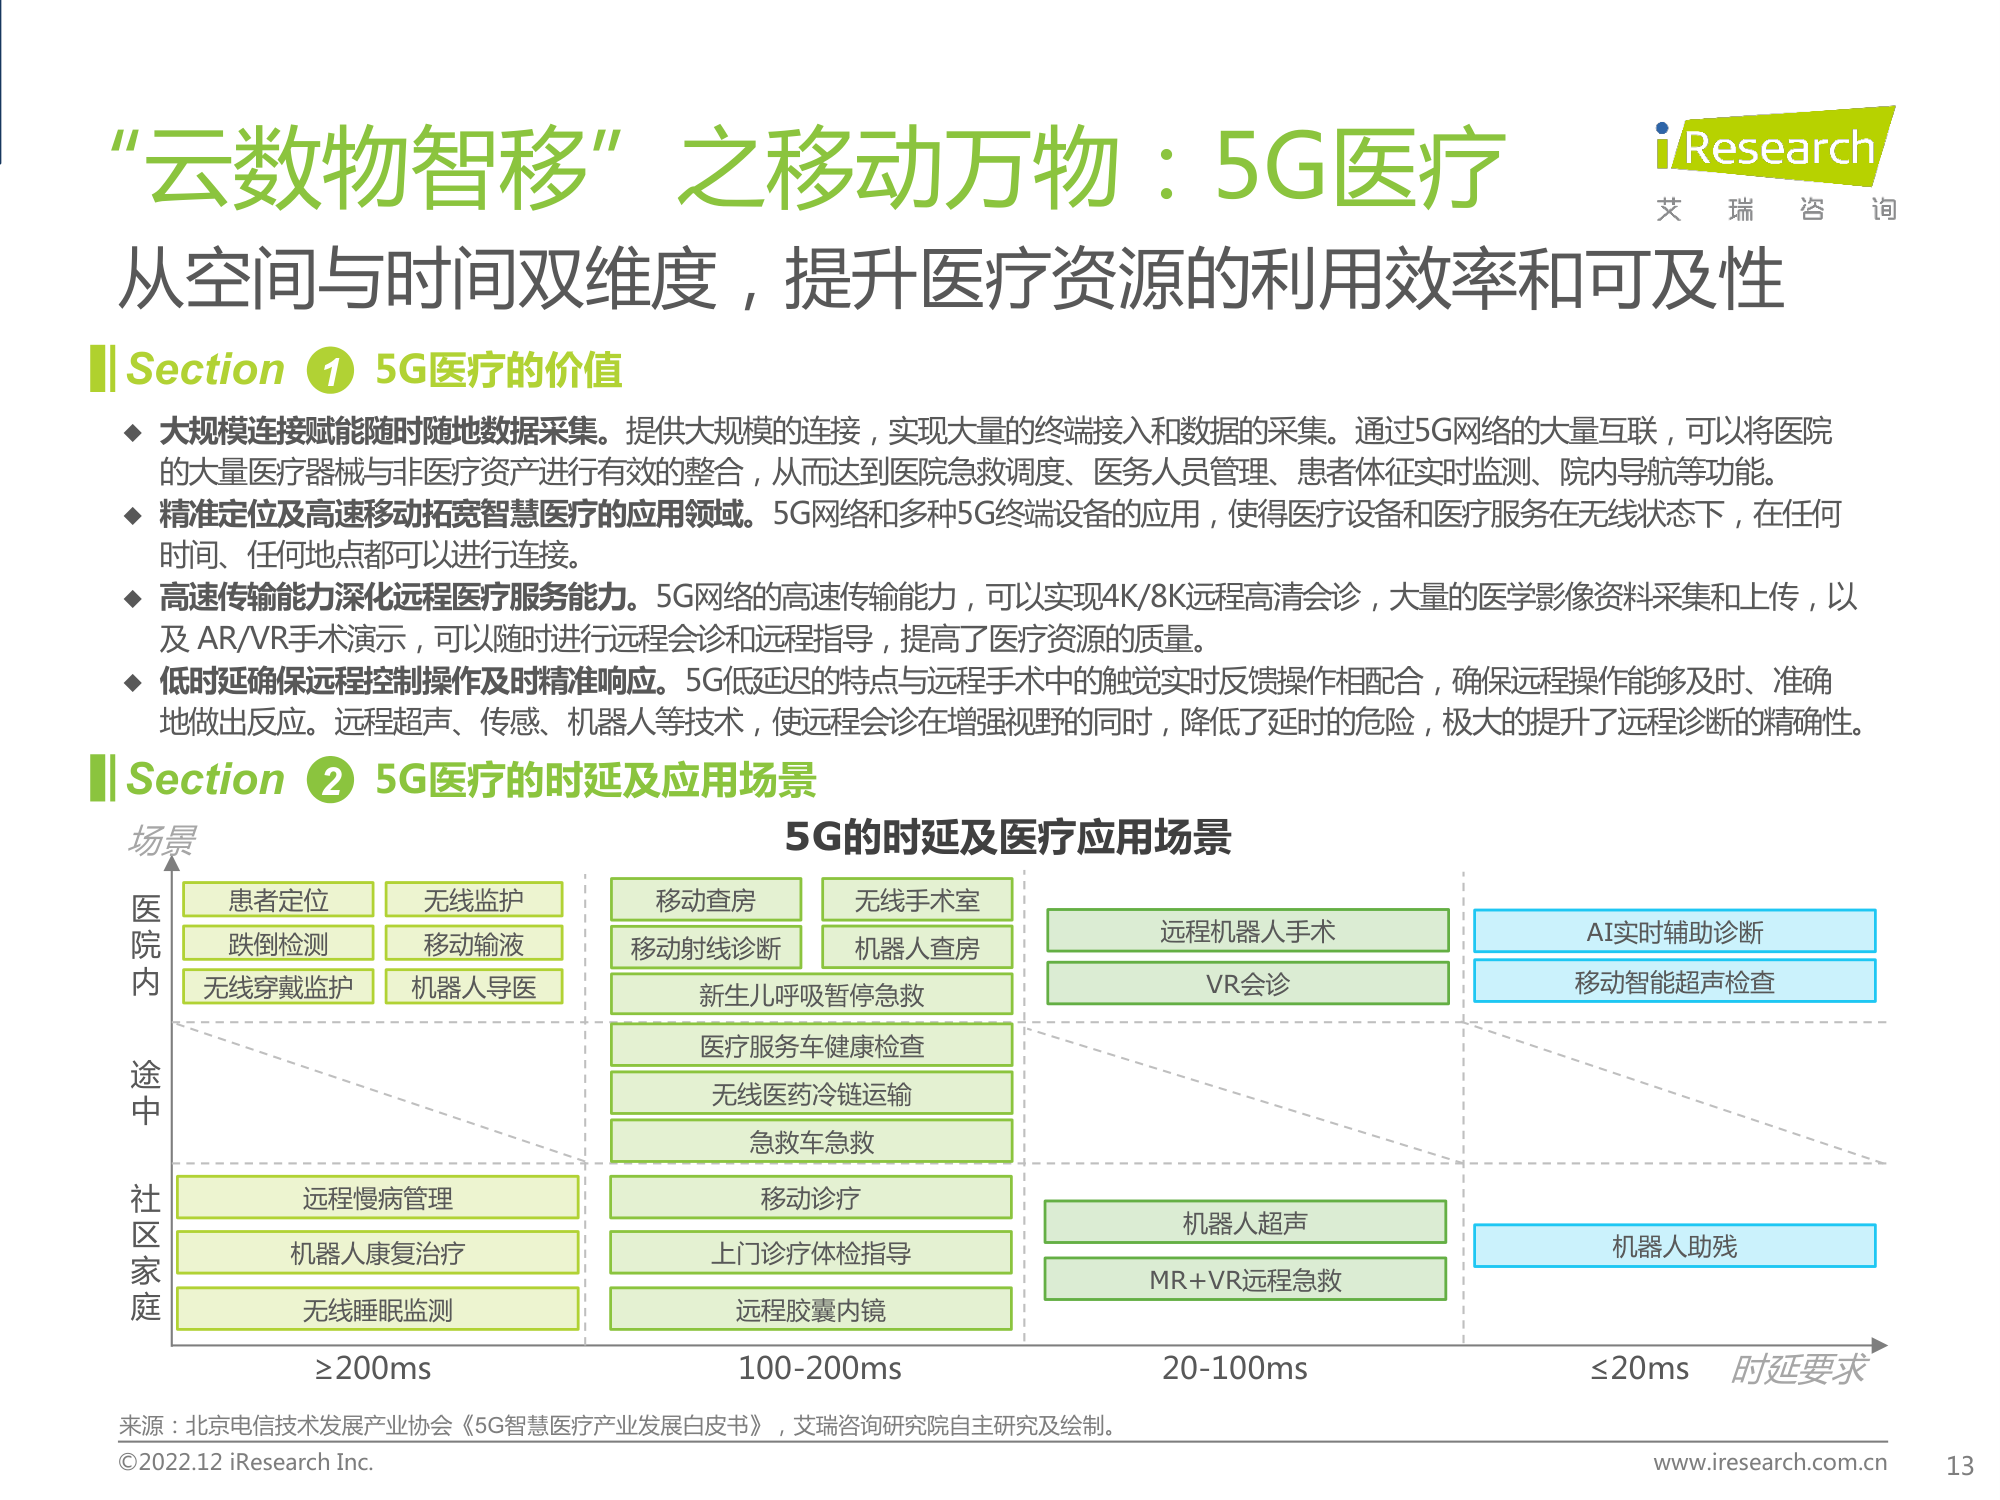 “云数物智移”之移动万物：5G医疗
iResearch
艾瑞咨询
从空间与时间双维度，提升医疗资源的利用效率和可及性
Section 1 5G医疗的价值
◆ 大规模连接赋能随时随地数据采集。提供大规模的连接，实现大量的终端接入和数据的采集。通过5G网络的大量互联，可以将医院
的大量医疗器械与非医疗资产进行有效的整合，从而达到医院急救调度、医务人员管理、患者体征实时监测、院内导航等功能。
◆ 精准定位及高速移动拓宽智慧医疗的应用领域。5G网络和多种5G终端设备的应用，使得医疗设备和医疗服务在无线状态下，在任何
时间、任何地点都可以进行连接。
◆ 高速传输能力深化远程医疗服务能力。5G网络的高速传输能力，可以实现4K/8K远程高清会诊，大量的医学影像资料采集和上传，以
及 AR/VR手术演示，可以随时进行远程会诊和远程指导，提高了医疗资源的质量。
◆ 低时延确保远程控制操作及时精准响应。5G低延迟的特点与远程手术中的触觉实时反馈操作相配合，确保远程操作能够及时、准确
地做出反应。远程超声、传感、机器人等技术，使远程会诊在增强视野的同时，降低了延时的危险，极大的提升了远程诊断的精确性。
Section 2 5G医疗的时延及应用场景
5G的时延及医疗应用场景
场景
医院内
患者定位 无线监护
跌倒检测 移动输液
无线穿戴监护 机器人导医
移动查房 无线手术室
移动射线诊断 机器人查房
新生儿呼吸暂停急救
远程机器人手术
VR会诊
AI实时辅助诊断
移动智能超声检查
途中
医疗服务车健康检查
无线医药冷链运输
急救车急救
社区家庭
远程慢病管理
机器人康复治疗
无线睡眠监测
移动诊疗
上门诊疗体检指导
远程胶囊内镜
机器人超声
MR+VR远程急救
机器人助残
≥200ms 100-200ms 20-100ms ≤20ms 时延要求
来源：北京电信技术发展产业协会《5G智慧医疗产业发展白皮书》，艾瑞咨询研究院自主研究及绘制。
©2022.12 iResearch Inc. www.iresearch.com.cn 13